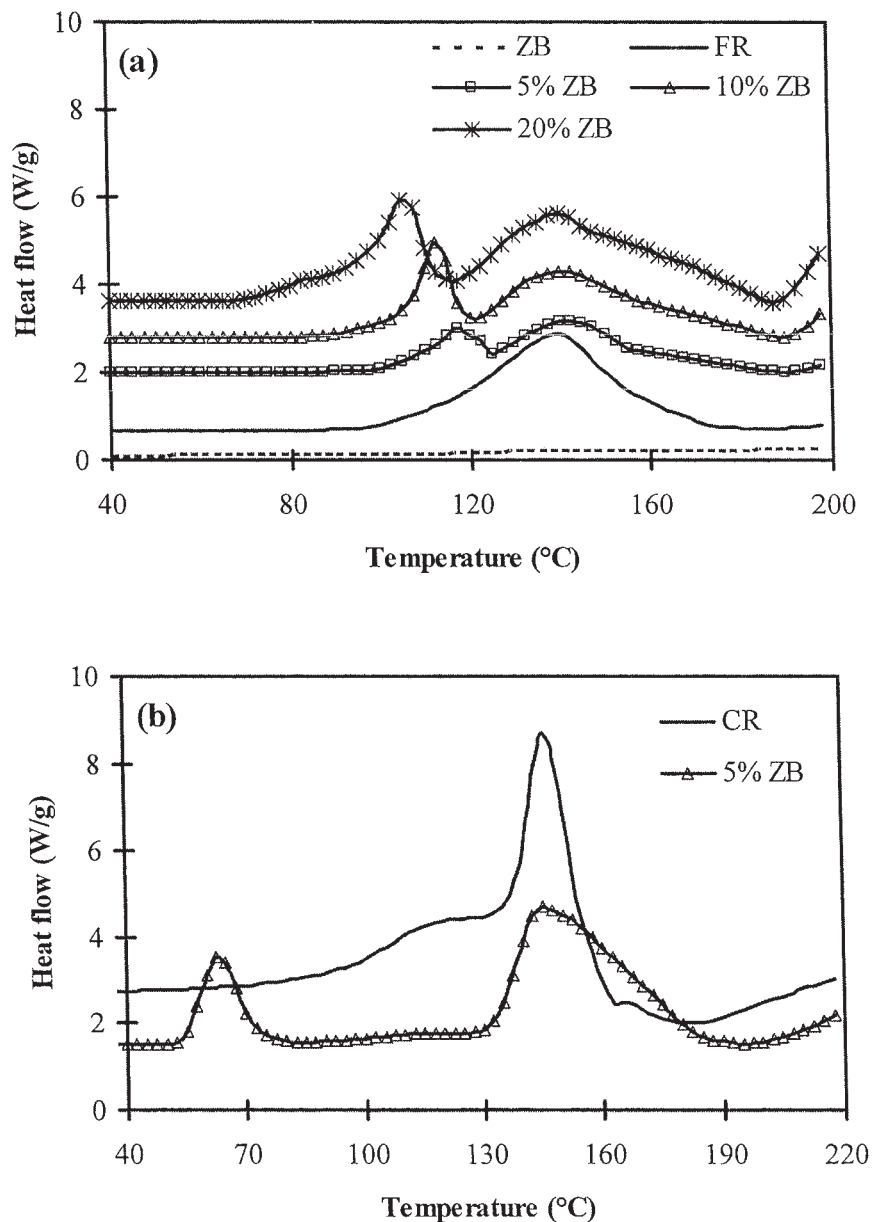 (a)
ZB FR
5% ZB 10% ZB
20% ZB
Heat flow (W/g)
10
8
6
4
2
0
40 80 120 160 200
Temperature (°C)
(b)
CR
5% ZB
Heat flow (W/g)
10
8
6
4
2
0
40 70 100 130 160 190 220
Temperature (°C)